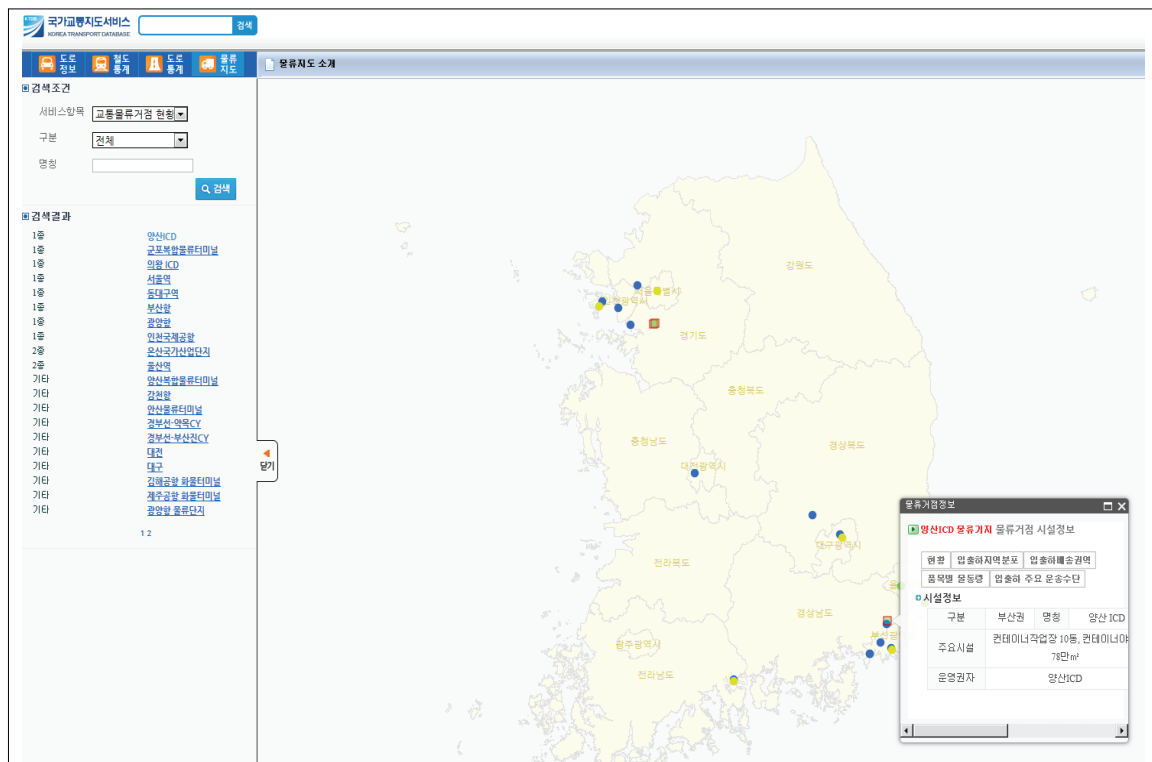 국가교통지도서비스
KOREA TRANSPORT DATABASE
검색
도로 정보
철도 통계
도로 통계
물류 지도
물류지도 소개
검색조건
서비스항목 교통물류거점 현황
구분 전체
명칭
검색
검색결과
1종 양산ICD
1종 군포복합물류터미널
1종 의왕 ICD
1종 서울역
1종 동대구역
1종 부산항
1종 광양항
1종 인천국제공항
2종 온산국가산업단지
2종 울산역
기타 양산복합물류터미널
기타 감천항
기타 안산물류터미널
기타 경부선-약목CY
기타 경부선-부산진CY
기타 대전
기타 대구
기타 김해공항 화물터미널
기타 제주공항 화물터미널
기타 광양항 물류단지
1 2
닫기
강원도
서울특별시
인천광역시
경기도
충청북도
충청남도
경상북도
대전광역시
대구광역시
전라북도
경상남도
광주광역시
전라남도
물류거점정보
양산ICD 물류기지 물류거점 시설정보
현황 입출하지역분포 입출하배송권역
품목별 물동량 입출하 주요 운송수단
시설정보
구분 부산권 명칭 양산 ICD
주요시설 컨테이너작업장 10동, 컨테이너야
78만㎡
운영권자 양산ICD